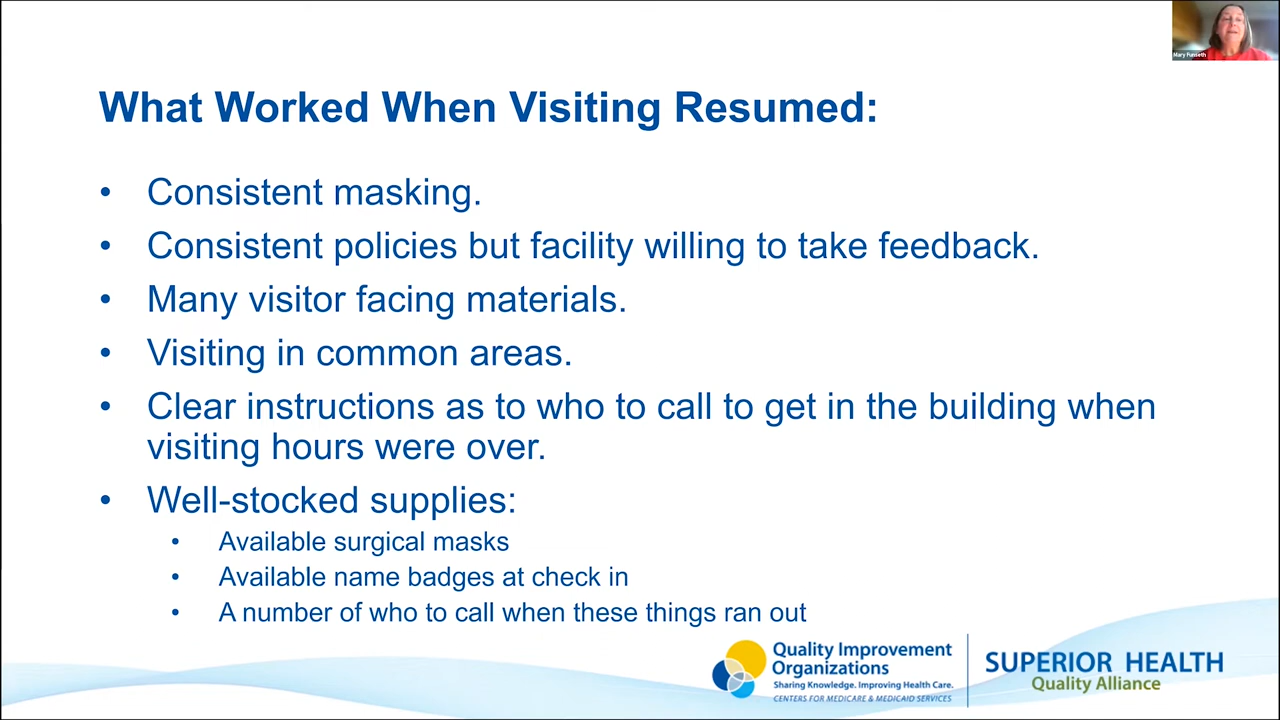 Mary Funseth
What Worked When Visiting Resumed:
• Consistent masking.
• Consistent policies but facility willing to take feedback.
• Many visitor facing materials.
• Visiting in common areas.
• Clear instructions as to who to call to get in the building when
visiting hours were over.
• Well-stocked supplies:
• Available surgical masks
• Available name badges at check in
• A number of who to call when these things ran out
Quality Improvement
Organizations
Sharing Knowledge. Improving Health Care.
CENTERS FOR MEDICARE & MEDICAID SERVICES
SUPERIOR HEALTH
Quality Alliance